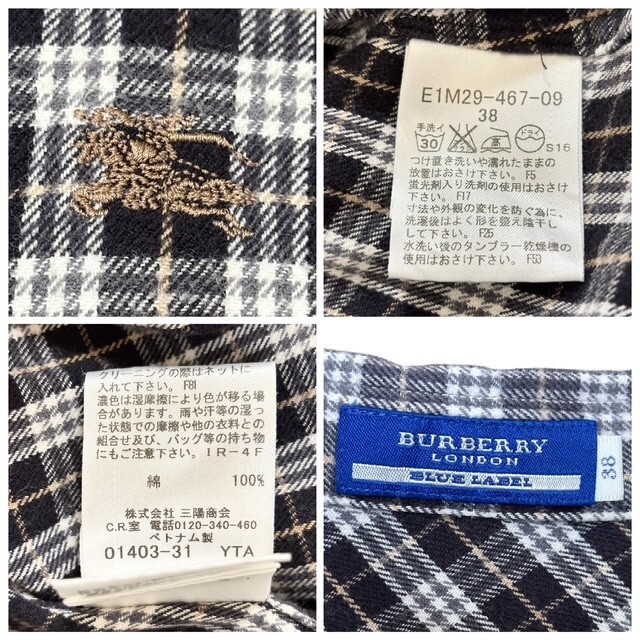 E1M29-467-09
38
手洗イ
30
高
ドライ
S16
つけ置き洗いや濡れたままの
放置はおさけ下さい。F5
蛍光剤入り洗剤の使用はおさけ
下さい。F17
寸法や外観の変化を防ぐ為に、
洗濯後はよく形を整え陰干し
して下さい。F25
水洗い後のタンブラー乾燥機の
使用はおさけ下さい。F53
クリーニングの際はネットに
入れて下さい。F81
濃色は湿摩擦により色が移る場合
があります。雨や汗等の湿っ
た状態での摩擦や他の衣料との
組合せ及び、バッグ等の持ち物
にもご注意下さい。IR-4F
綿 100%
株式会社 三陽商会
C.R.室 電話0120-340-460
ベトナム製
01403-31 YTA
BURBERRY
LONDON
BLUE LABEL
38